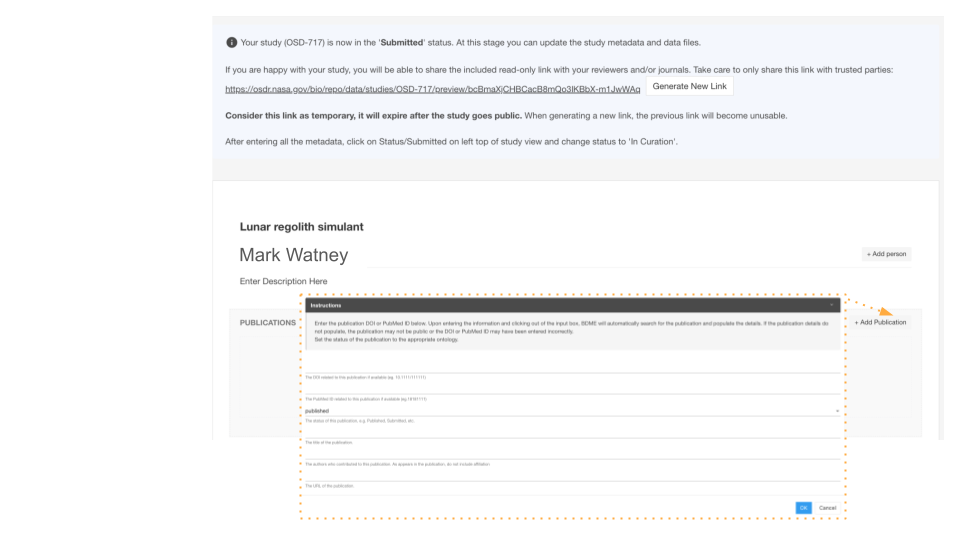 Your study (OSD-717) is now in the 'Submitted' status. At this stage you can update the study metadata and data files.
If you are happy with your study, you will be able to share the included read-only link with your reviewers and/or journals. Take care to only share this link with trusted parties:
https://osdr.nasa.gov/bio/repo/data/studies/OSD-717/preview/bcBmaXjCHBCacB8mQo3IKBbX-m1JwWAq Generate New Link
Consider this link as temporary, it will expire after the study goes public. When generating a new link, the previous link will become unusable.
After entering all the metadata, click on Status/Submitted on left top of study view and change status to 'In Curation'.
Lunar regolith simulant
Mark Watney
+ Add person
Enter Description Here
Instructions
PUBLICATIONS
+ Add Publication
Enter the publication DOI or PubMed ID below. Upon entering the information and clicking out of the input box, BDME will automatically search for the publication and populate the details. If the publication details do
not populate, the publication may not be public or the DOI or PubMed ID may have been entered incorrectly.
Set the status of the publication to the appropriate ontology.
The DOI related to this publication if available (eg.
The PubMed ID related to this publication if available (eg
published
The status of this publication, e.g. Published, Submitted, etc.
The title of the publication.
The authors who contributed to this publication. As appears in the publication, do not include affiliation
The URL of the publication
OK Cancel